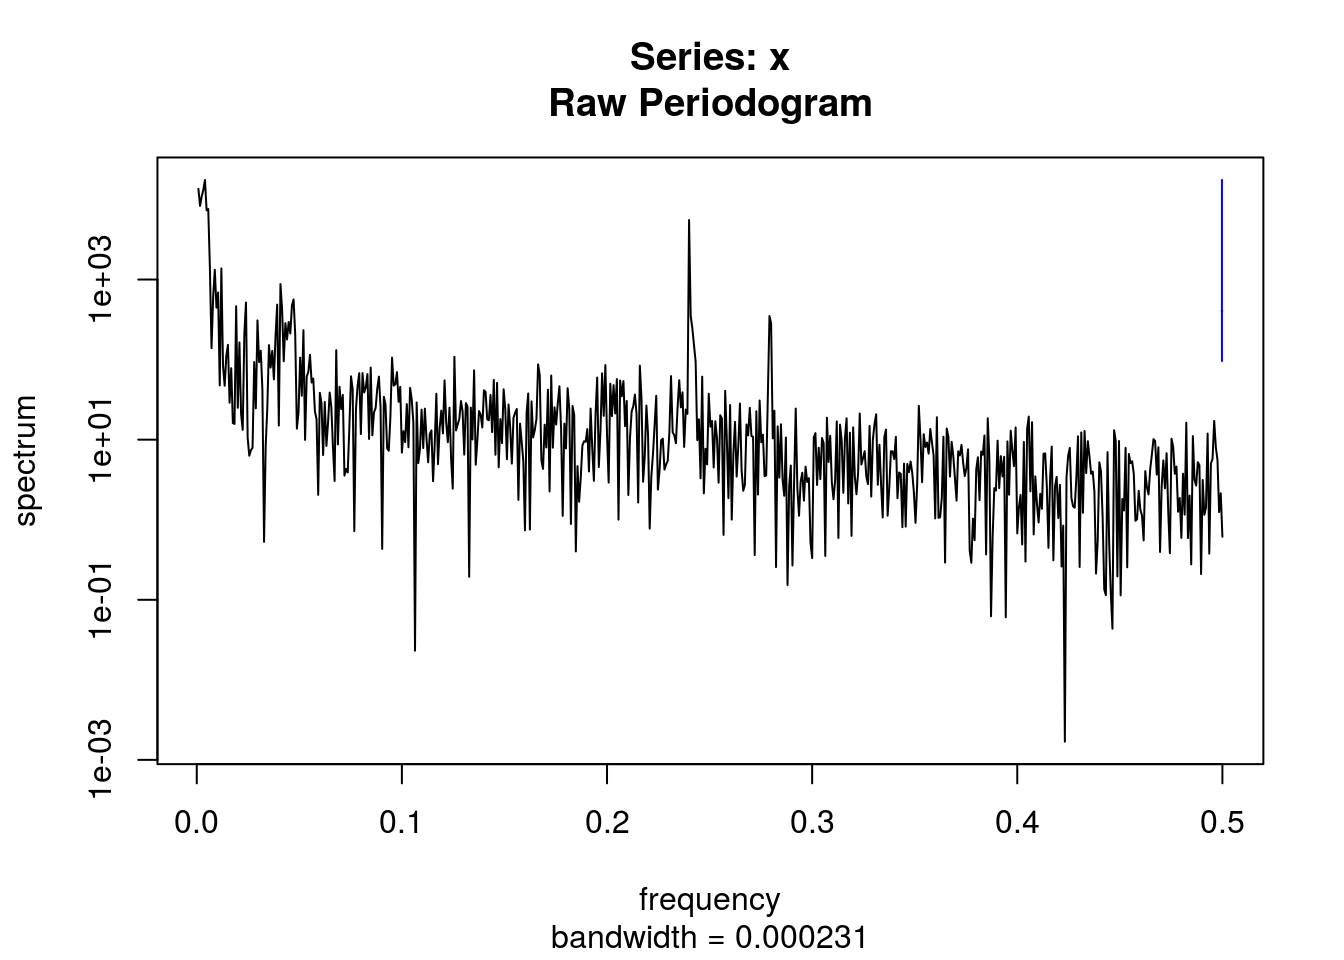 Series: x
Raw Periodogram
spectrum
1e+03
1e+01
1e-01
1e-03
0.0 0.1 0.2 0.3 0.4 0.5
frequency
bandwidth = 0.000231